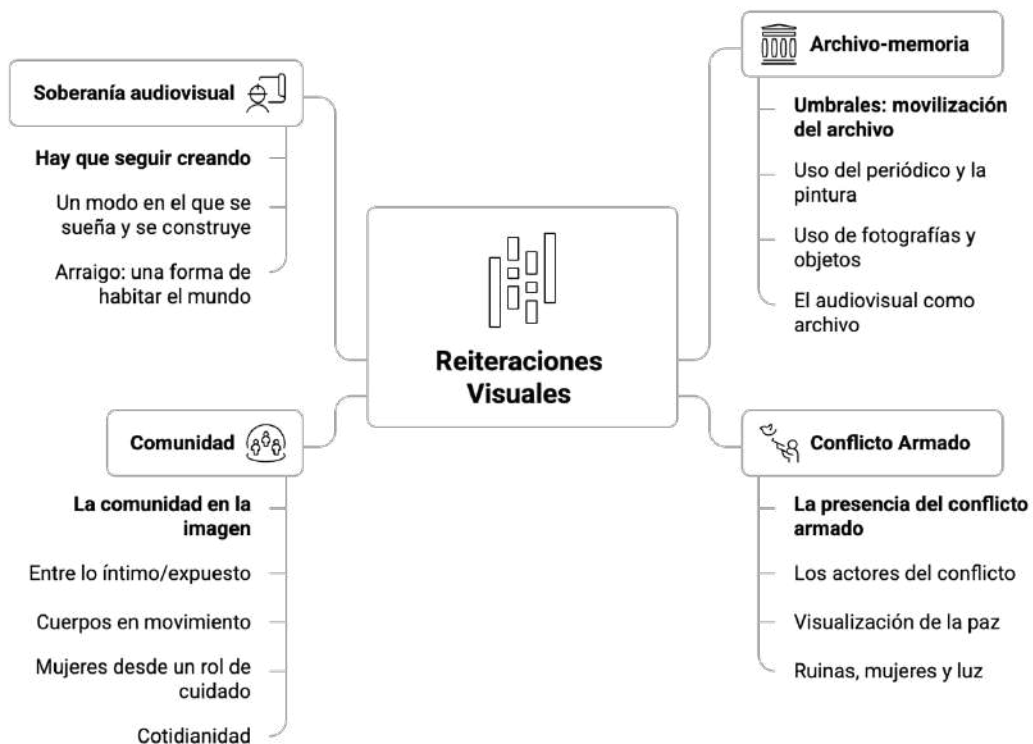 Soberanía audiovisual
Hay que seguir creando
Un modo en el que se
sueña y se construye
Arraigo: una forma de
habitar el mundo
Archivo-memoria
Umbrales: movilización
del archivo
Uso del periódico y la
pintura
Uso de fotografías y
objetos
El audiovisual como
archivo
Reiteraciones
Visuales
Comunidad
La comunidad en la
imagen
Entre lo íntimo/expuesto
Cuerpos en movimiento
Mujeres desde un rol de
cuidado
Cotidianidad
Conflicto Armado
La presencia del conflicto
armado
Los actores del conflicto
Visualización de la paz
Ruinas, mujeres y luz